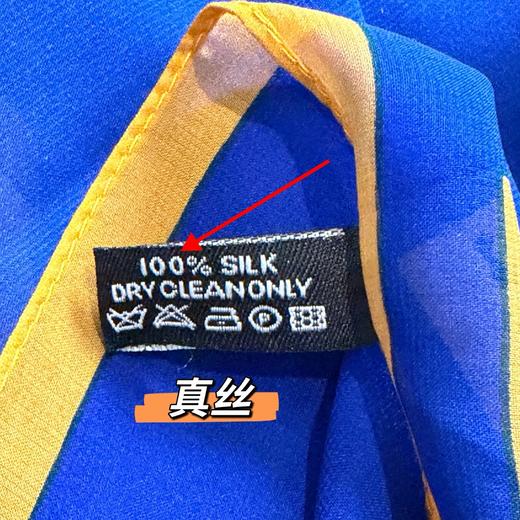 100% SILK
DRY CLEAN ONLY
真丝